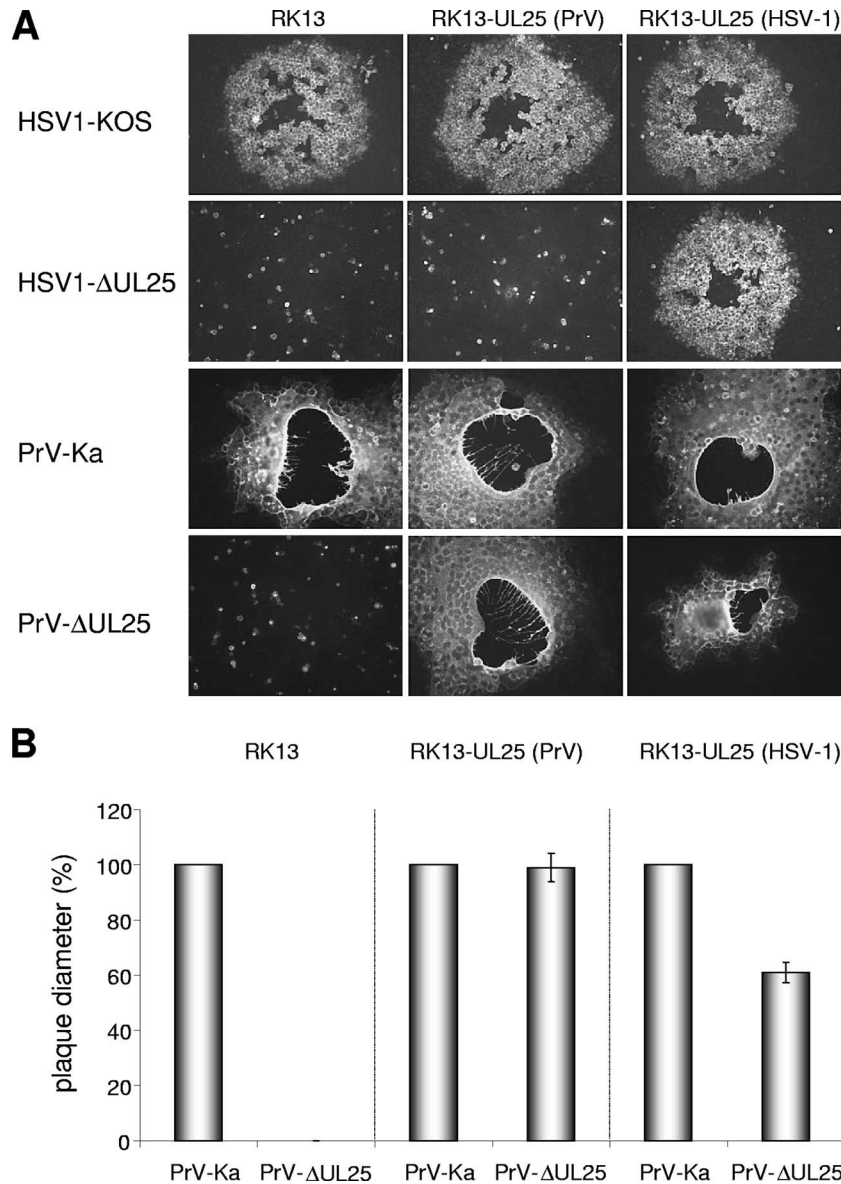 A
RK13 RK13-UL25 (PrV) RK13-UL25 (HSV-1)
HSV1-KOS
HSV1-ΔUL25
PrV-Ka
PrV-ΔUL25
B
RK13 RK13-UL25 (PrV) RK13-UL25 (HSV-1)
plaque diameter (%)
120
100
80
60
40
20
0
PrV-Ka PrV-ΔUL25 PrV-Ka PrV-ΔUL25 PrV-Ka PrV-ΔUL25